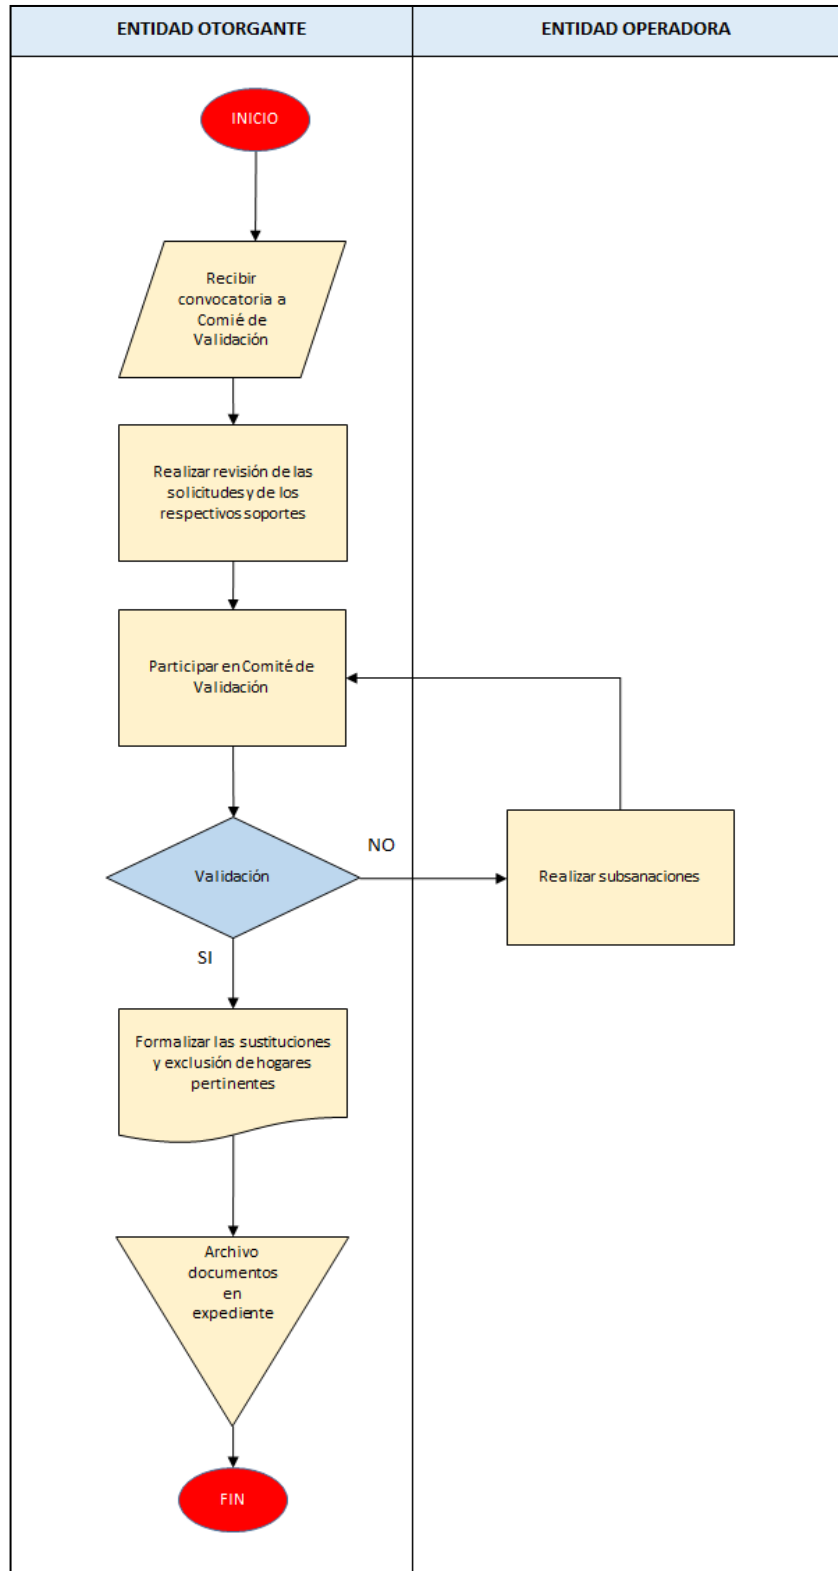 ENTIDAD OTORGANTE
ENTIDAD OPERADORA
INICIO
Recibir
convocatoria a
Comié de
Validación
Realizar revisión de las
solicitudes y de los
respectivos soportes
Participar en Comité de
Validación
Validación
NO
Realizar subsanaciones
SI
Formalizar las sustituciones
y exclusión de hogares
pertinentes
Archivo
documentos
en
expediente
FIN